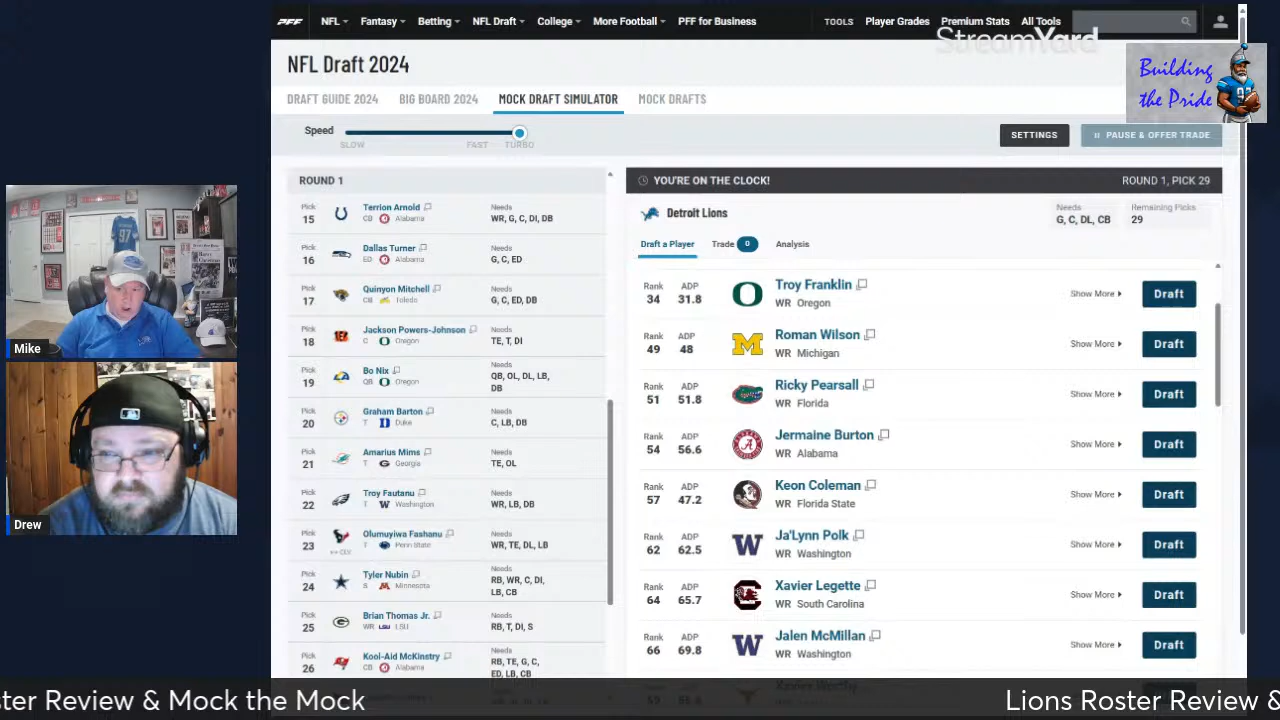 PFF NFL Fantasy Betting NFL Draft College More Football PFF for Business TOOLS Player Grades Premium Stats All Tools
StreamYard
Building
the Pride
NFL Draft 2024
DRAFT GUIDE 2024 BIG BOARD 2024 MOCK DRAFT SIMULATOR MOCK DRAFTS
Speed
SLOW FAST TURBO
SETTINGS
PAUSE & OFFER TRADE
ROUND 1
Pick 15 Terrion Arnold CB Alabama Needs WR, G, C, DI, DB
Pick 16 Dallas Turner ED Alabama Needs G, C, ED
Pick 17 Quinyon Mitchell CB Toledo Needs G, C, ED, DB
Pick 18 Jackson Powers-Johnson C Oregon Needs TE, T, DI
Pick 19 Bo Nix QB Oregon Needs QB, OL, DL, LB, DB
Pick 20 Graham Barton T Duke Needs C, LB, DB
Pick 21 Amarius Mims T Georgia Needs TE, OL
Pick 22 Troy Fautanu T Washington Needs WR, LB, DB
Pick 23 Olumuyiwa Fashanu T Penn State Needs WR, TE, DL, LB
Pick 24 Tyler Nubin S Minnesota Needs RB, WR, C, DI, LB, CB
Pick 25 Brian Thomas Jr. WR LSU Needs RB, T, DI, S
Pick 26 Kool-Aid McKinstry CB Alabama Needs RB, TE, G, C, ED, LB, CB
YOU'RE ON THE CLOCK! ROUND 1, PICK 29
Detroit Lions
Needs G, C, DL, CB
Remaining Picks 29
Draft a Player Trade 0 Analysis
Rank 34 ADP 31.8 Troy Franklin WR Oregon Show More Draft
Rank 49 ADP 48 Roman Wilson WR Michigan Show More Draft
Rank 51 ADP 51.8 Ricky Pearsall WR Florida Show More Draft
Rank 54 ADP 56.6 Jermaine Burton WR Alabama Show More Draft
Rank 57 ADP 47.2 Keon Coleman WR Florida State Show More Draft
Rank 62 ADP 62.5 Ja'Lynn Polk WR Washington Show More Draft
Rank 64 ADP 65.7 Xavier Legette WR South Carolina Show More Draft
Rank 66 ADP 69.8 Jalen McMillan WR Washington Show More Draft
97
Mike
Drew
ster Review & Mock the Mock
Lions Roster Review &